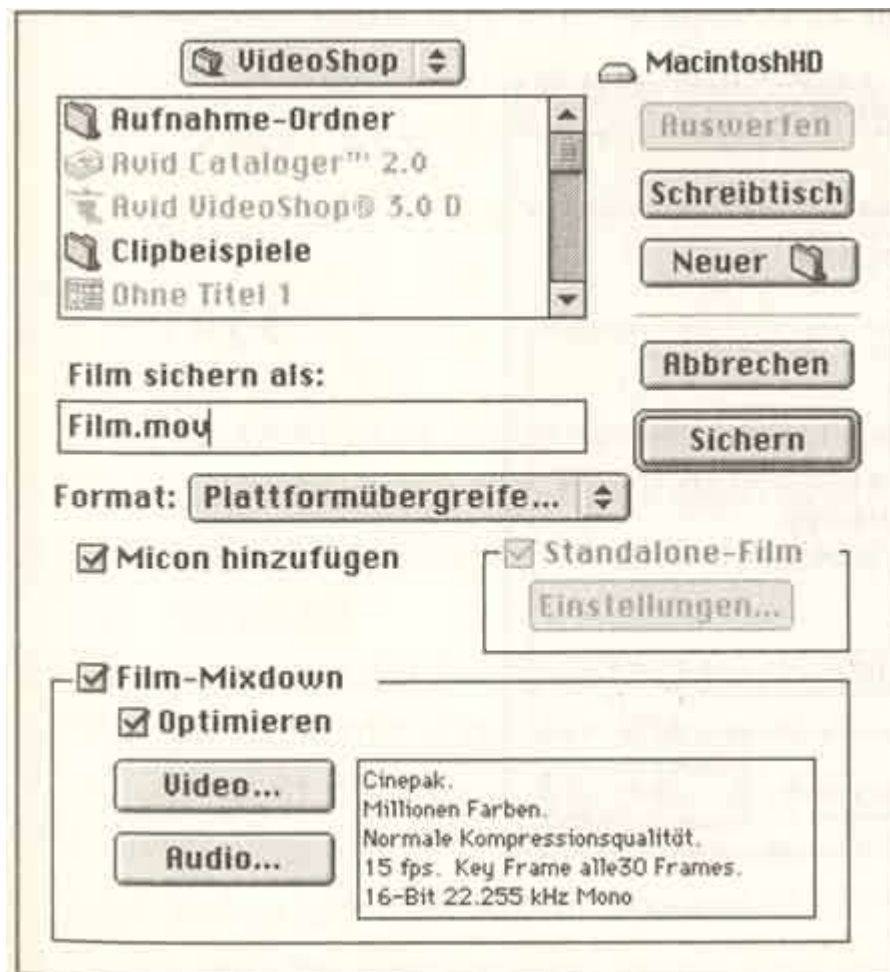 VideoShop
MacintoshHD
Aufnahme-Ordner
Avid Cataloger™ 2.0
Avid VideoShop® 3.0 D
Clipbeispiele
Ohne Titel 1
Auswerfen
Schreibtisch
Neuer
Film sichern als:
Film.mov
Abbrechen
Sichern
Format: Plattformübergreife...
Micon hinzufügen
Standalone-Film
Einstellungen...
Film-Mixdown
Optimieren
Video...
Audio...
Cinepak.
Millionen Farben.
Normale Kompressionsqualität.
15 fps. Key Frame alle30 Frames.
16-Bit 22.255 kHz Mono